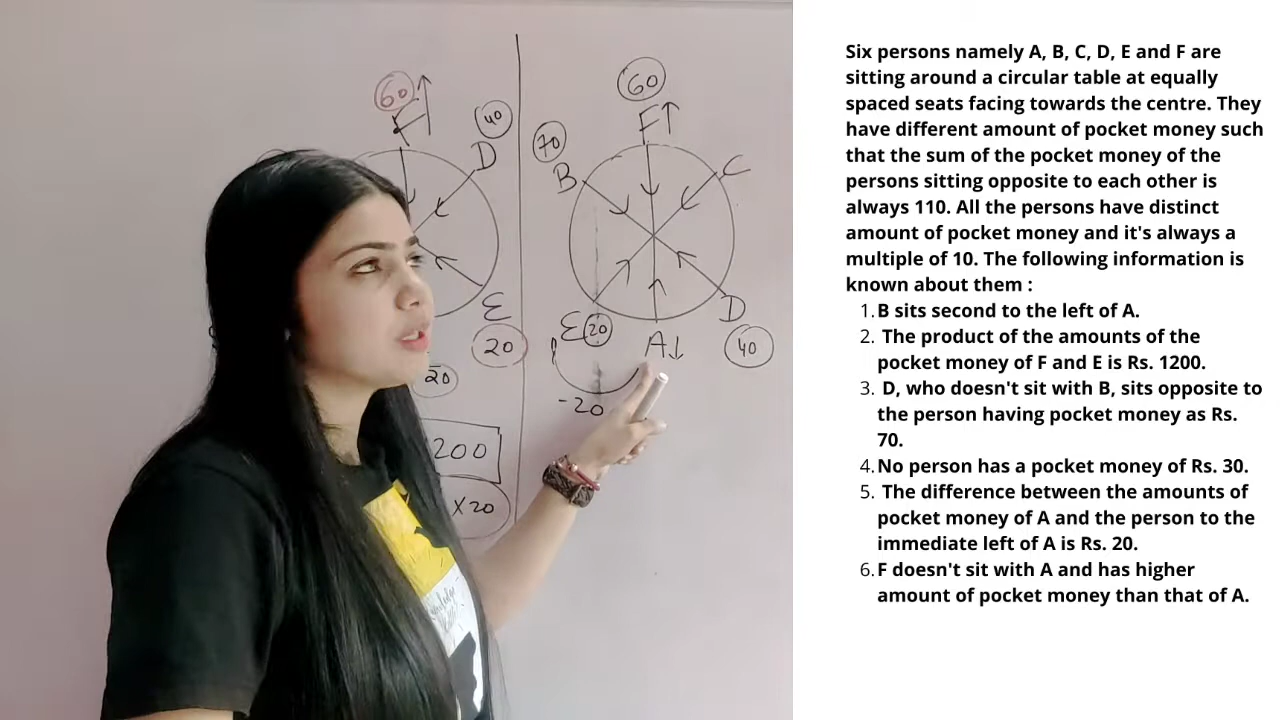 60
F
40
D
E
20
20
200
x20
60
F
70
B
C
E 20
A
D
40
-20
Six persons namely A, B, C, D, E and F are
sitting around a circular table at equally
spaced seats facing towards the centre. They
have different amount of pocket money such
that the sum of the pocket money of the
persons sitting opposite to each other is
always 110. All the persons have distinct
amount of pocket money and it's always a
multiple of 10. The following information is
known about them :
1. B sits second to the left of A.
2. The product of the amounts of the
pocket money of F and E is Rs. 1200.
3. D, who doesn't sit with B, sits opposite to
the person having pocket money as Rs.
70.
4. No person has a pocket money of Rs. 30.
5. The difference between the amounts of
pocket money of A and the person to the
immediate left of A is Rs. 20.
6. F doesn't sit with A and has higher
amount of pocket money than that of A.